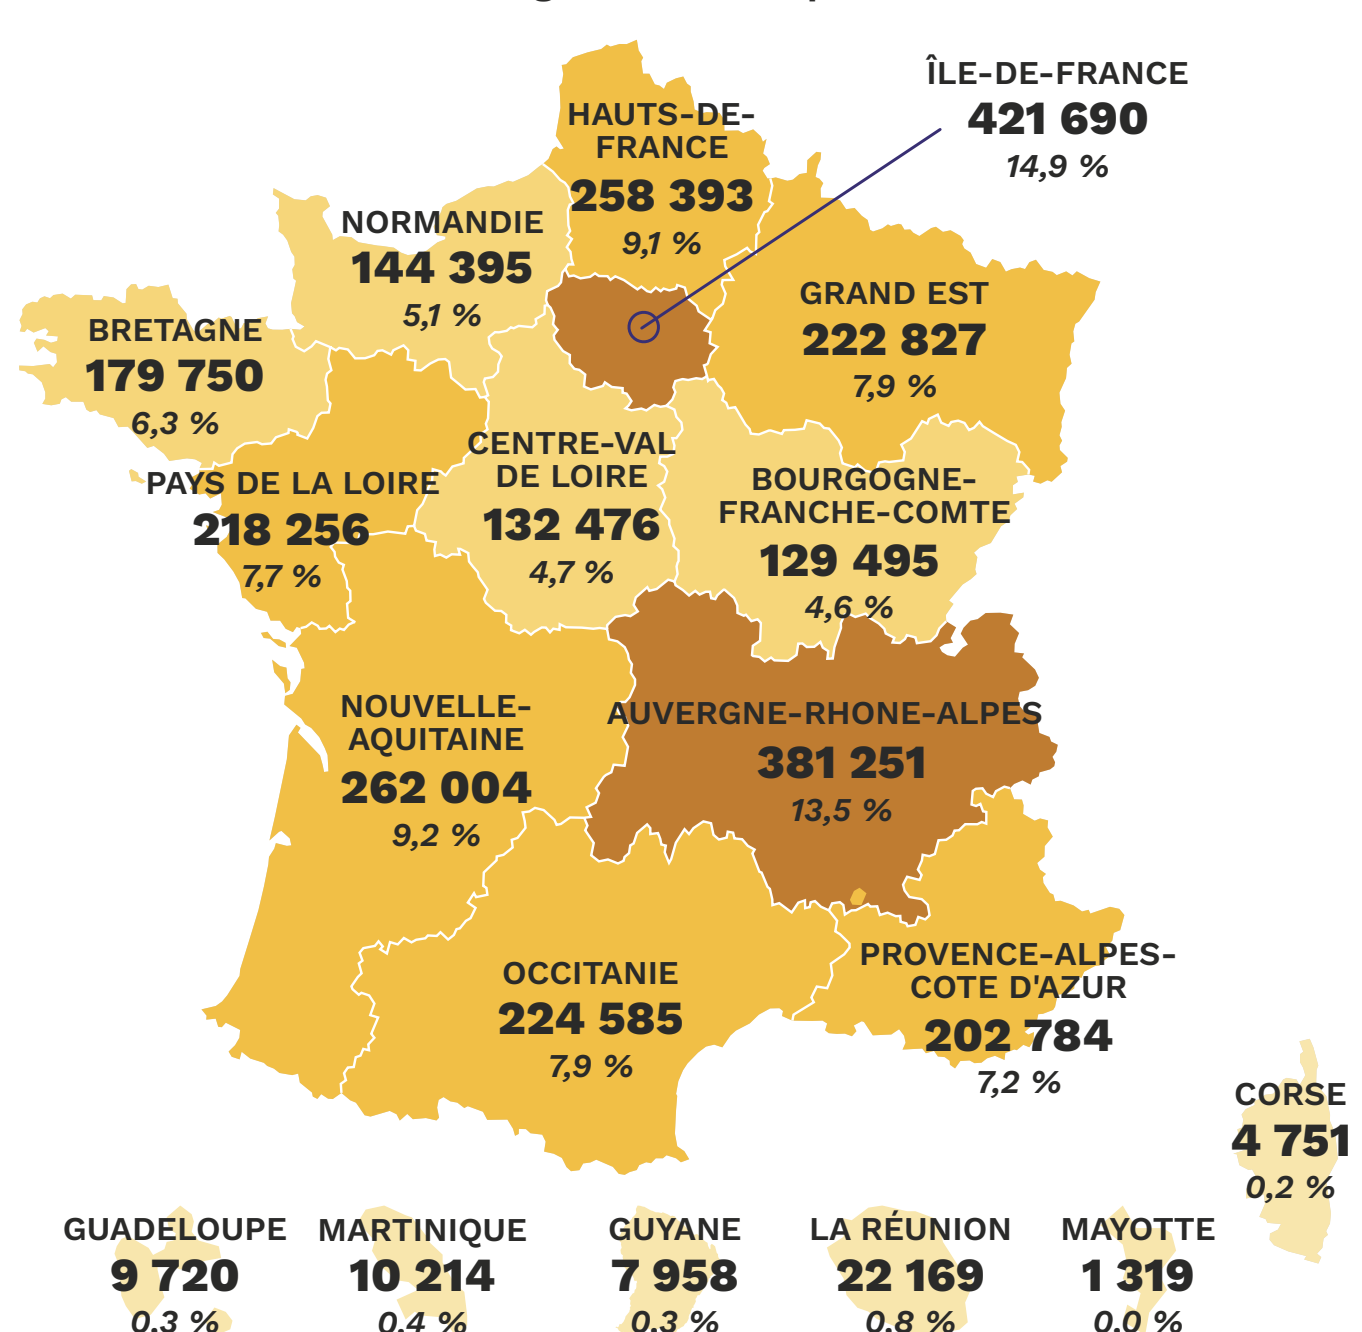 ÎLE-DE-FRANCE
421 690
14,9 %
HAUTS-DE-
FRANCE
258 393
9,1 %
NORMANDIE
144 395
5,1 %
GRAND EST
222 827
7,9 %
BRETAGNE
179 750
6,3 %
PAYS DE LA LOIRE
218 256
7,7 %
CENTRE-VAL
DE LOIRE
132 476
4,7 %
BOURGOGNE-
FRANCHE-COMTE
129 495
4,6 %
NOUVELLE-
AQUITAINE
262 004
9,2 %
AUVERGNE-RHONE-ALPES
381 251
13,5 %
OCCITANIE
224 585
7,9 %
PROVENCE-ALPES-
COTE D'AZUR
202 784
7,2 %
CORSE
4 751
0,2 %
GUADELOUPE
9 720
0,3 %
MARTINIQUE
10 214
0,4 %
GUYANE
7 958
0,3 %
LA RÉUNION
22 169
0,8 %
MAYOTTE
1 319
0,0 %